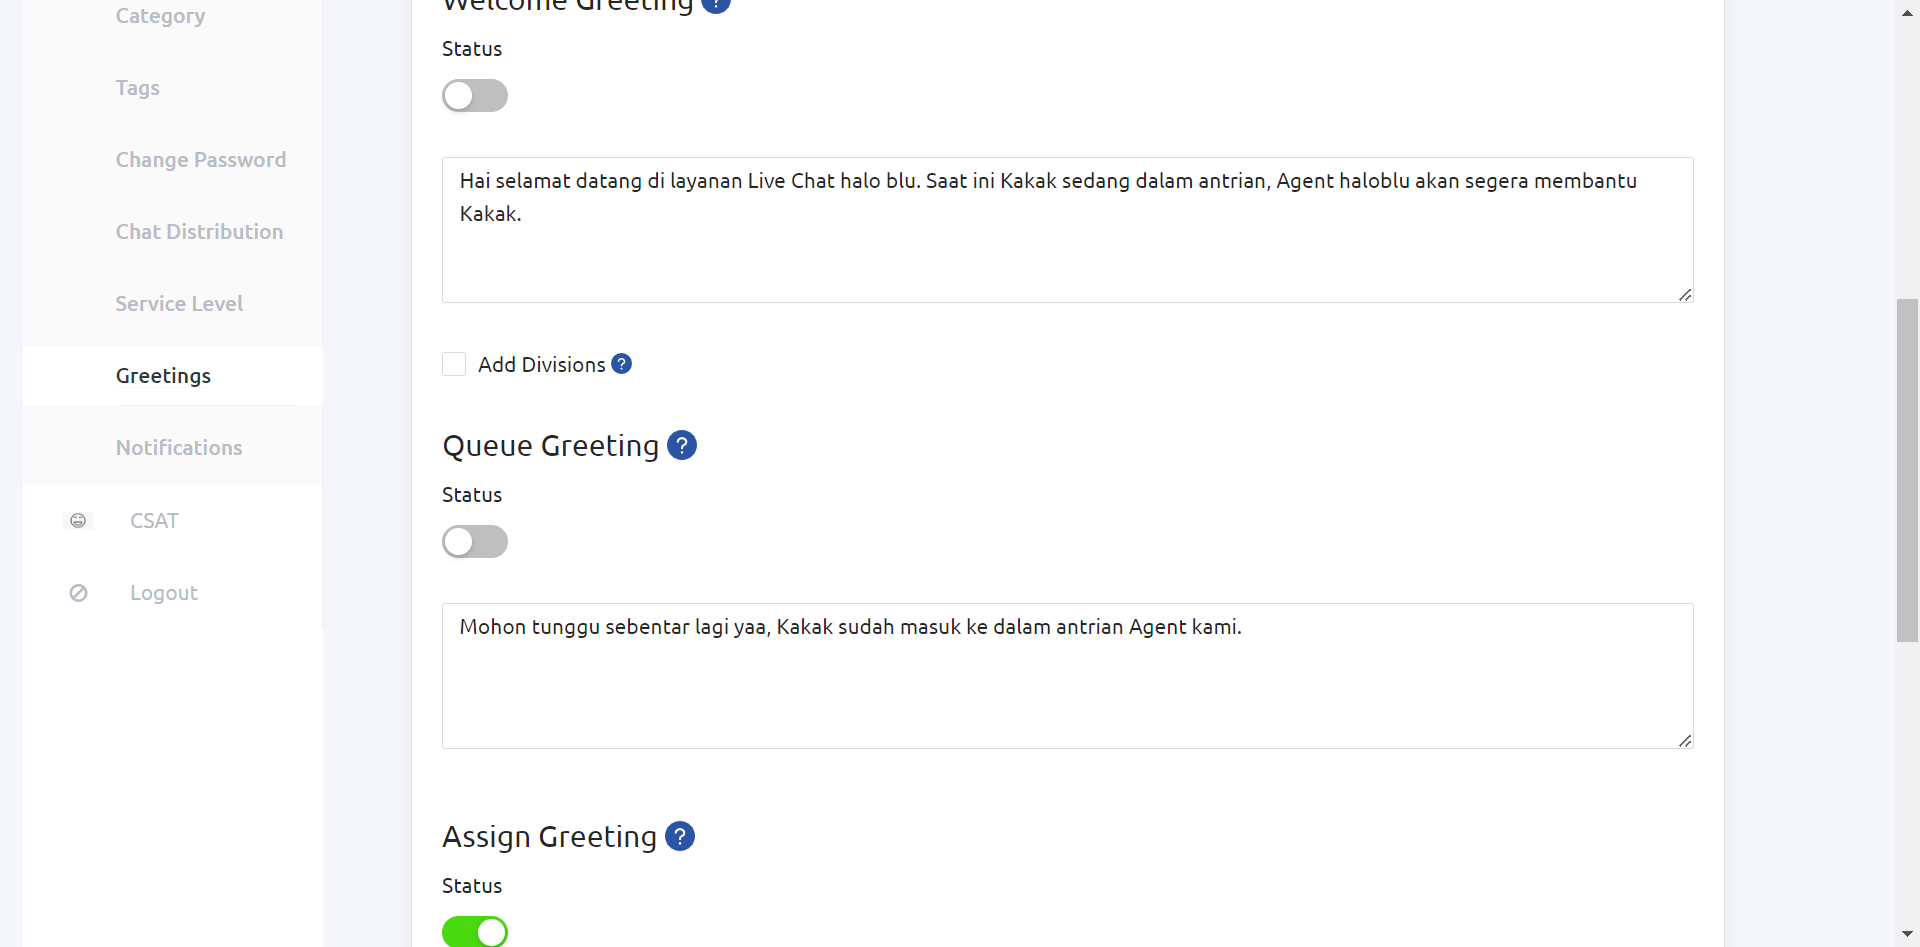 Category
Tags
Change Password
Chat Distribution
Service Level
Greetings
Notifications
CSAT
Logout
Welcome Greeting ?
Status
Hai selamat datang di layanan Live Chat halo blu. Saat ini Kakak sedang dalam antrian, Agent haloblu akan segera membantu
Kakak.
Add Divisions ?
Queue Greeting ?
Status
Mohon tunggu sebentar lagi yaa, Kakak sudah masuk ke dalam antrian Agent kami.
Assign Greeting ?
Status